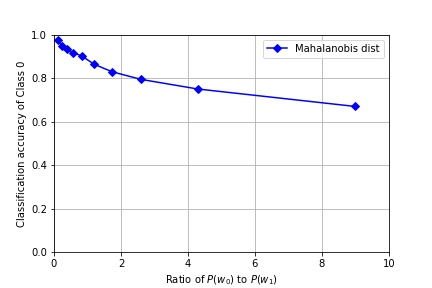 1.0
0.8
0.6
0.4
0.2
0.0
Classification accuracy of Class 0
Mahalanobis dist
0 2 4 6 8 10
Ratio of P(w₀) to P(w₁)